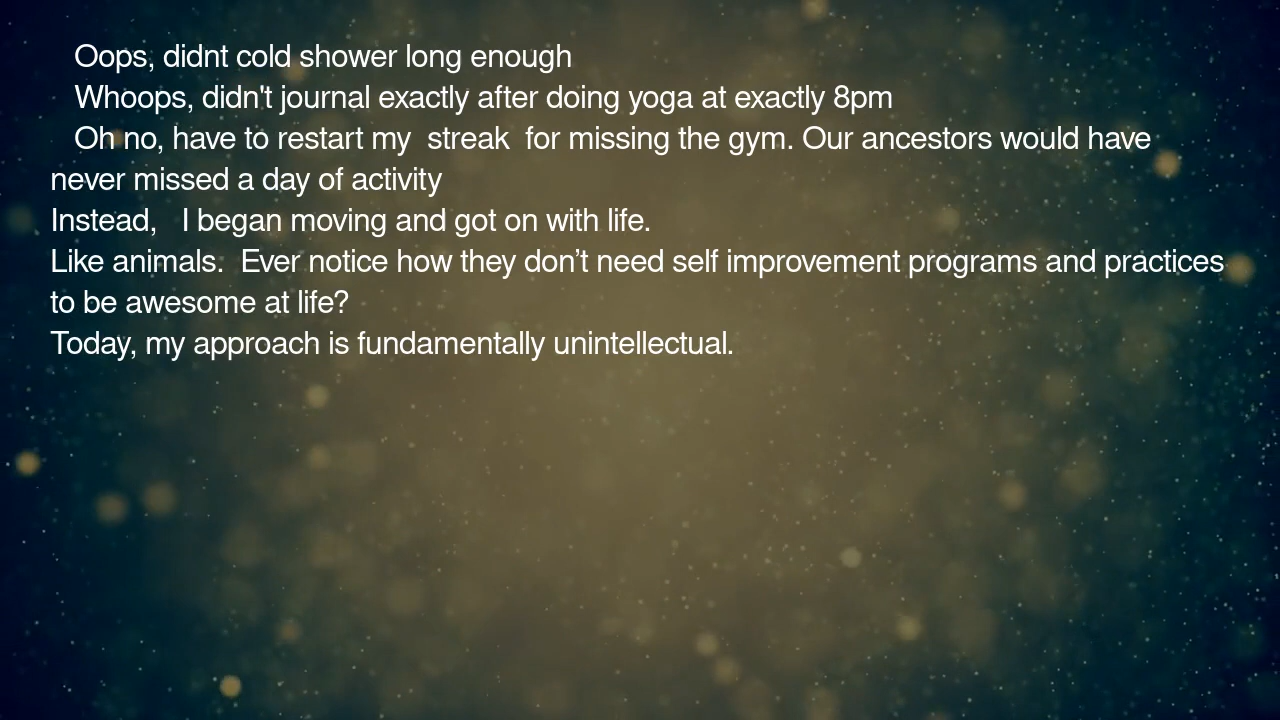 Oops, didnt cold shower long enough
Whoops, didn't journal exactly after doing yoga at exactly 8pm
Oh no, have to restart my  streak  for missing the gym. Our ancestors would have
never missed a day of activity
Instead,   I began moving and got on with life.
Like animals.  Ever notice how they don’t need self improvement programs and practices
to be awesome at life?
Today, my approach is fundamentally unintellectual.